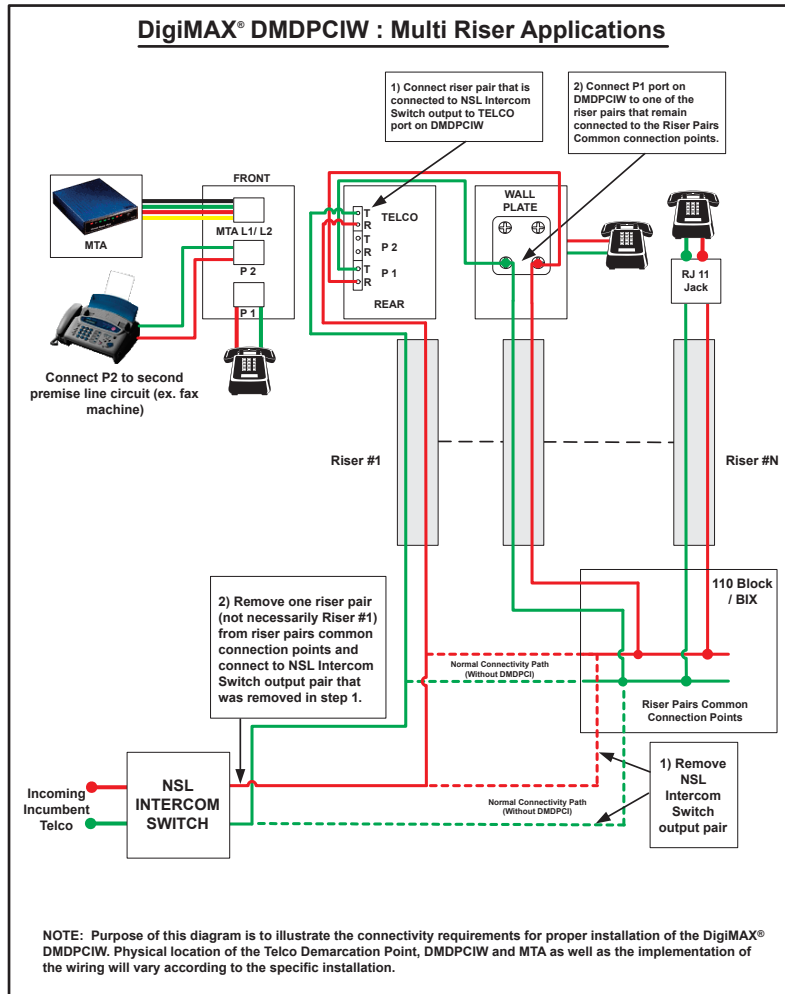 DigiMAX® DMDPCIW : Multi Riser Applications
1) Connect riser pair that is
connected to NSL Intercom
Switch output to TELCO
port on DMDPCIW
2) Connect P1 port on
DMDPCIW to one of the
riser pairs that remain
connected to the Riser Pairs
Common connection points.
FRONT
MTA
MTA L1/ L2
P 2
P 1
Connect P2 to second
premise line circuit (ex. fax
machine)
T
TELCO
R
T
P 2
R
T
P 1
R
REAR
WALL
PLATE
RJ 11
Jack
Riser #1
Riser #N
110 Block
/ BIX
2) Remove one riser pair
(not necessarily Riser #1)
from riser pairs common
connection points and
connect to NSL Intercom
Switch output pair that
was removed in step 1.
Normal Connectivity Path
(Without DMDPCI)
Riser Pairs Common
Connection Points
Incoming
Incumbent
Telco
NSL
INTERCOM
SWITCH
Normal Connectivity Path
(Without DMDPCI)
1) Remove
NSL
Intercom
Switch
output pair
NOTE: Purpose of this diagram is to illustrate the connectivity requirements for proper installation of the DigiMAX®
DMDPCIW. Physical location of the Telco Demarcation Point, DMDPCIW and MTA as well as the implementation of
the wiring will vary according to the specific installation.